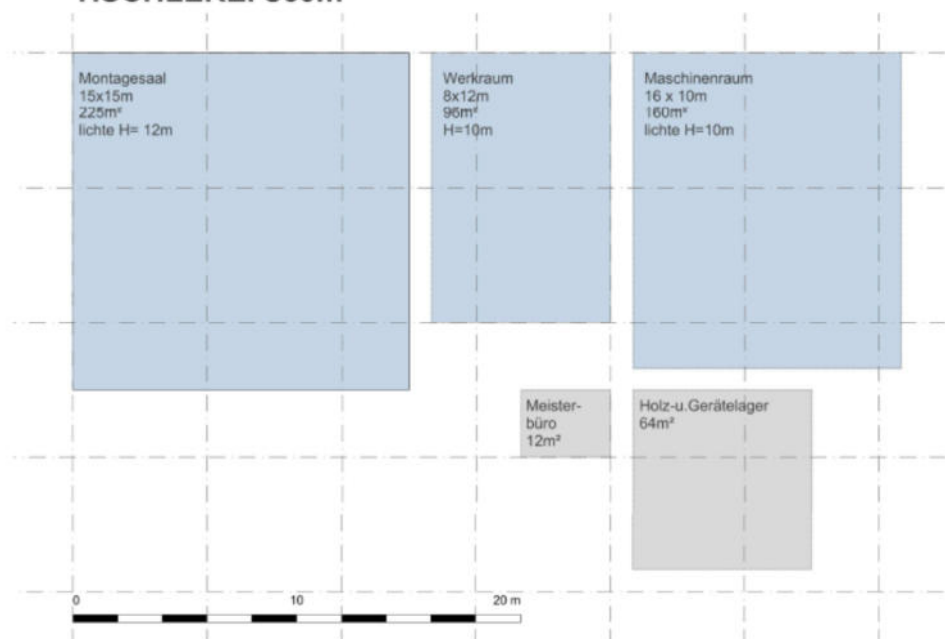 Montagesaal
15x15m
225m²
lichte H= 12m
Werkraum
8x12m
96m²
H=10m
Maschinenraum
16 x 10m
160m²
lichte H=10m
Meister-
büro
12m²
Holz-u.Gerätelager
64m²
0 10 20 m